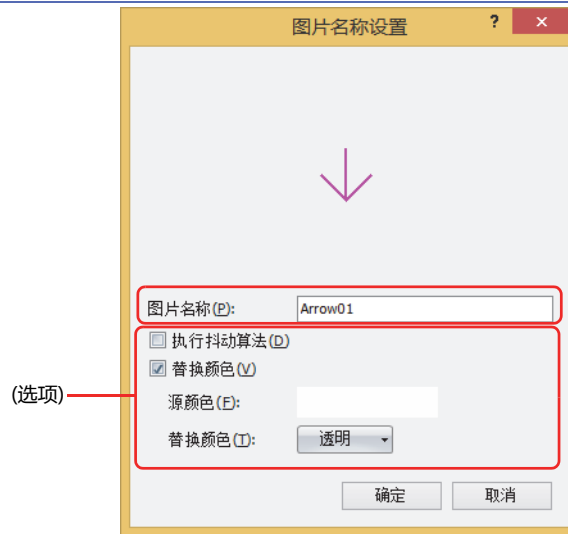 图片名称设置
?
×
图片名称(P): Arrow01
执行抖动算法(D)
替换颜色(V)
(选项)
源颜色(F):
替换颜色(T): 透明
确定 取消